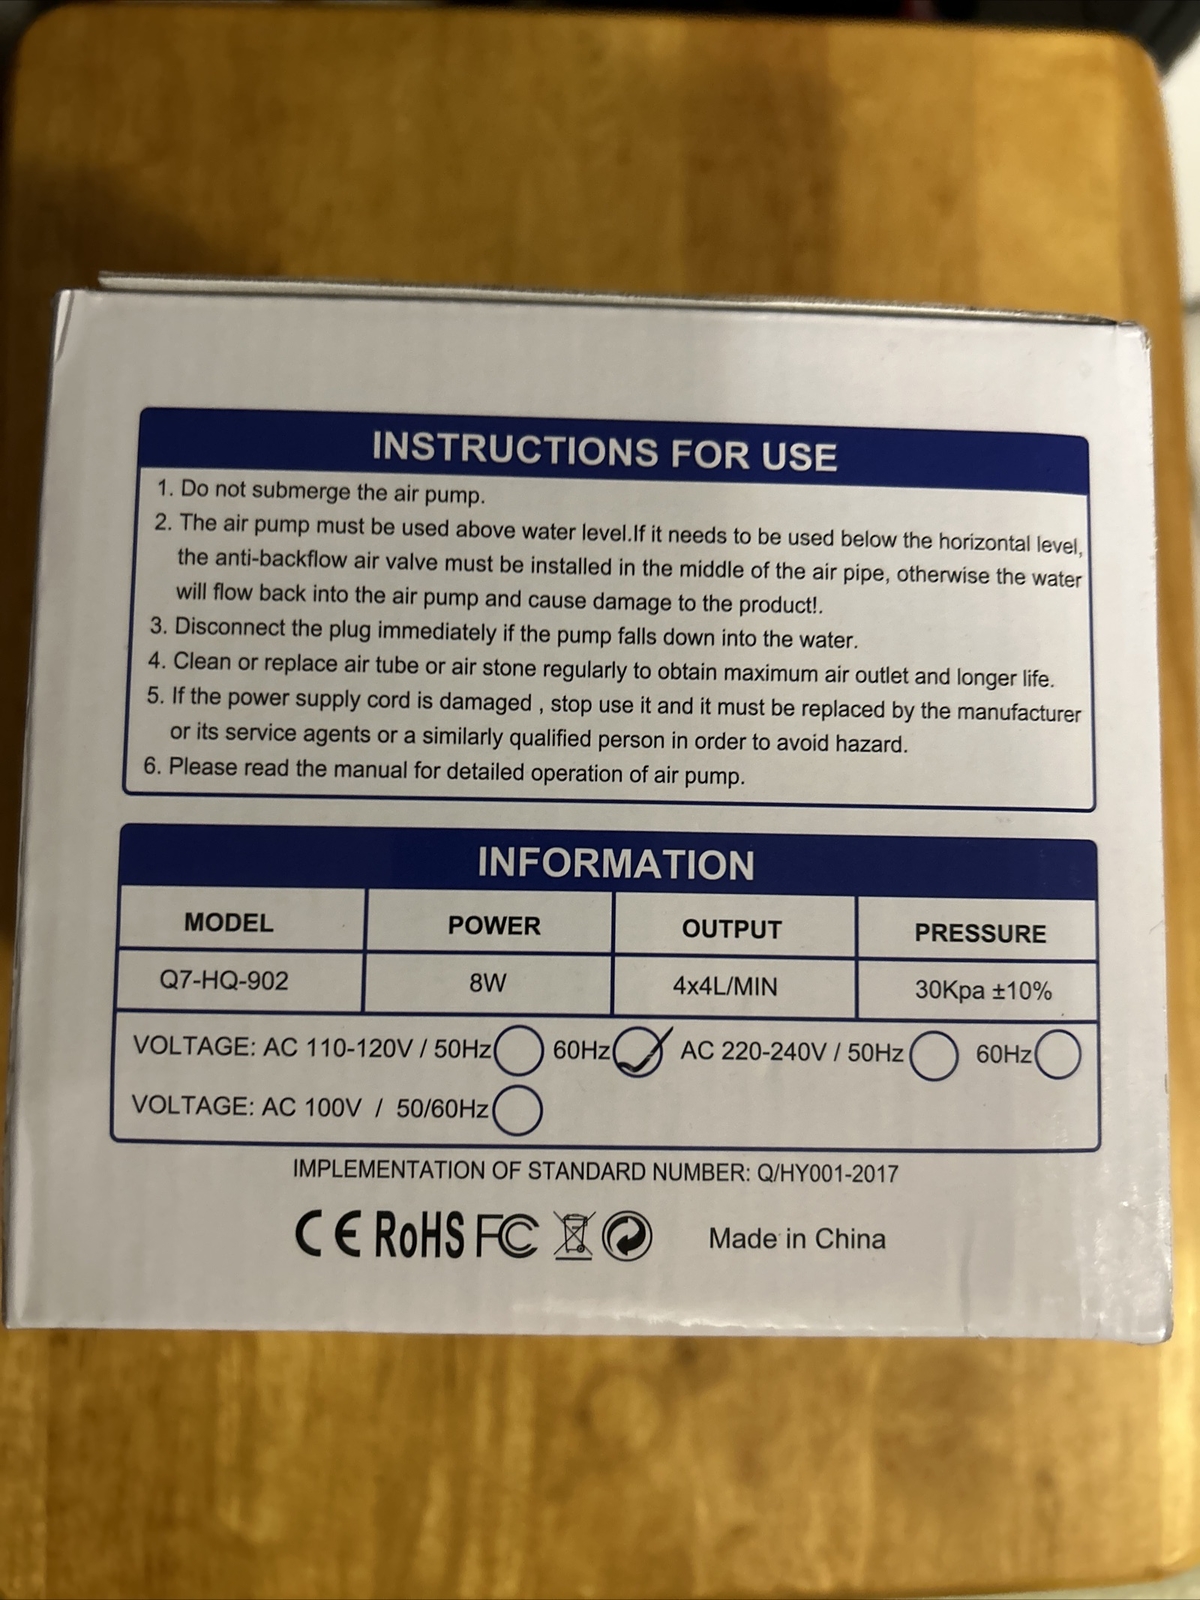 INSTRUCTIONS FOR USE
1. Do not submerge the air pump.
2. The air pump must be used above water level.If it needs to be used below the horizontal level,
the anti-backflow air valve must be installed in the middle of the air pipe, otherwise the water
will flow back into the air pump and cause damage to the product!.
3. Disconnect the plug immediately if the pump falls down into the water.
4. Clean or replace air tube or air stone regularly to obtain maximum air outlet and longer life.
5. If the power supply cord is damaged , stop use it and it must be replaced by the manufacturer
or its service agents or a similarly qualified person in order to avoid hazard.
6. Please read the manual for detailed operation of air pump.
INFORMATION
MODEL POWER OUTPUT PRESSURE
Q7-HQ-902 8W 4x4L/MIN 30Kpa ±10%
VOLTAGE: AC 110-120V / 50Hz 60Hz AC 220-240V / 50Hz 60Hz
VOLTAGE: AC 100V / 50/60Hz
IMPLEMENTATION OF STANDARD NUMBER: Q/HY001-2017
CE RoHS FC Made in China